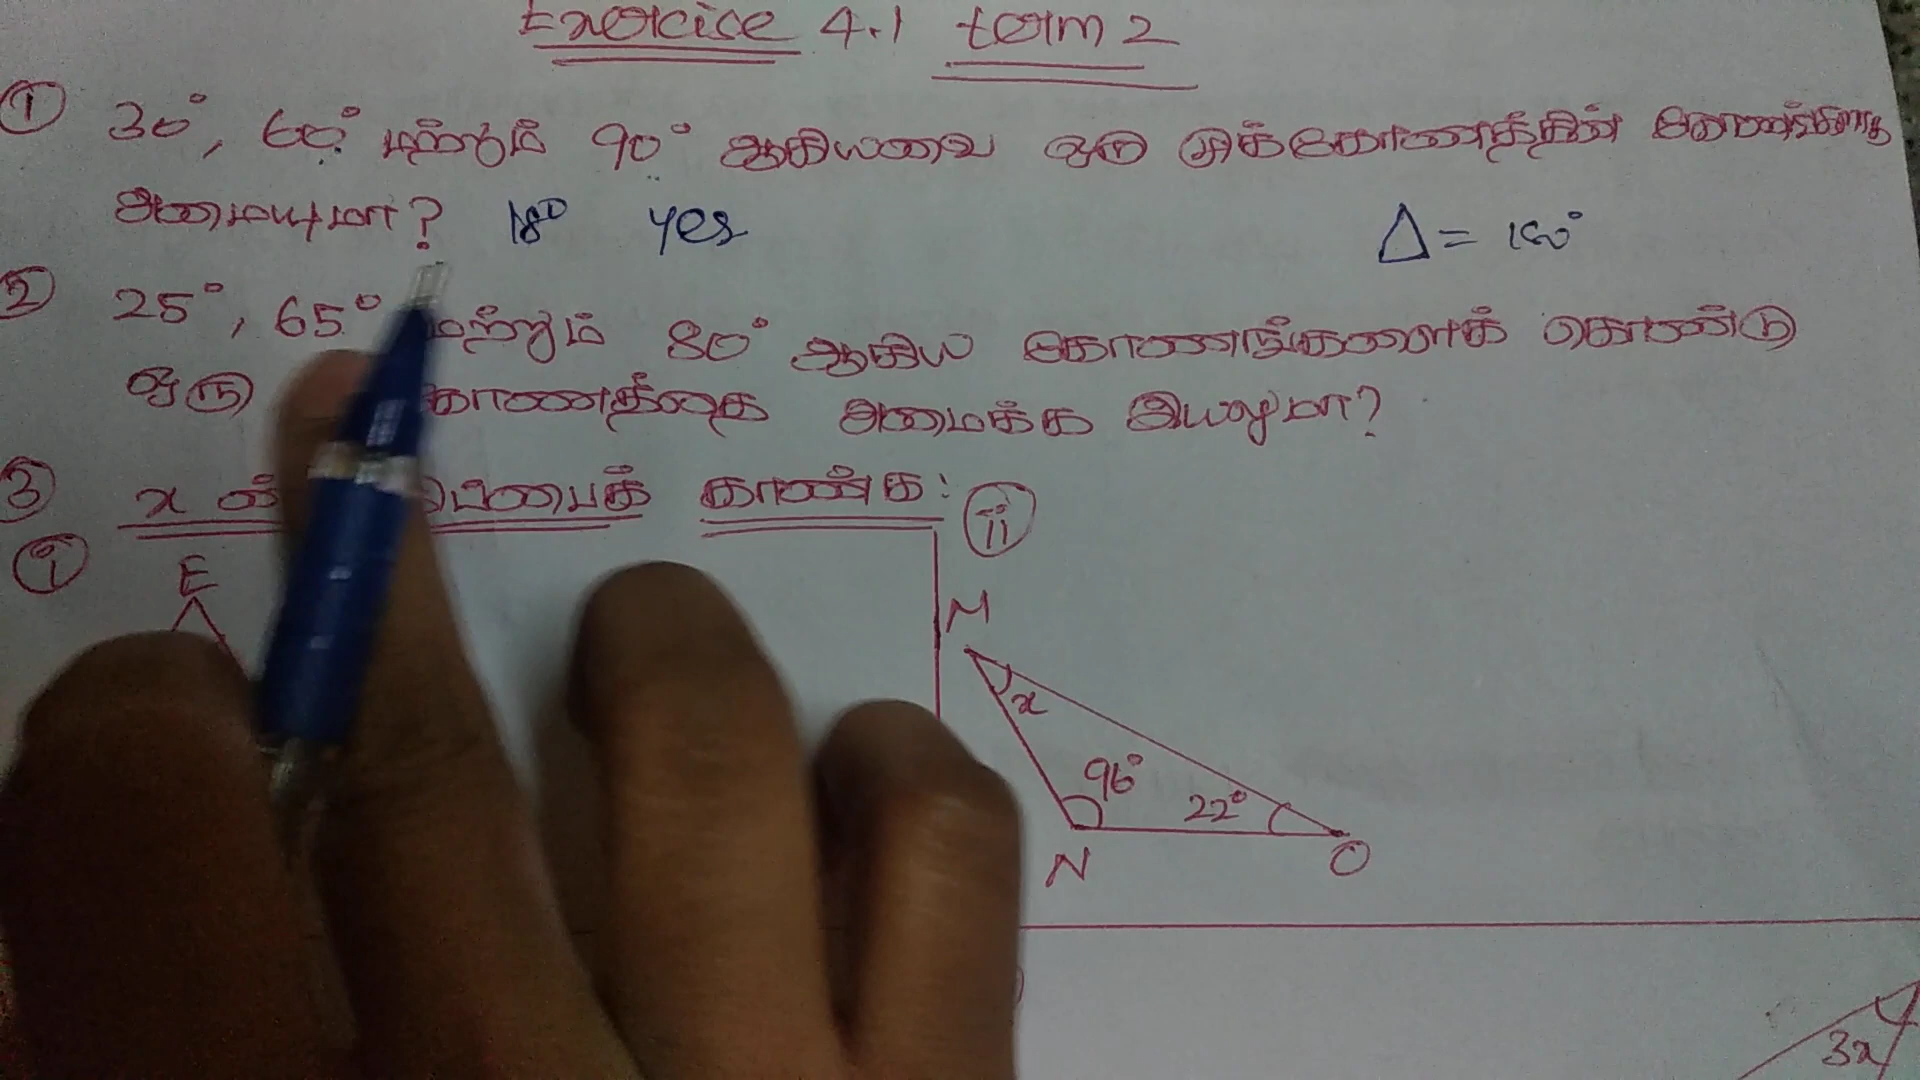 Exercise 4.1 term 2
① 30°, 60° மற்றும் 90° ஆகியவை ஒரு முக்கோணத்தின் கோணங்களாக
அமையுமா? 180 yes
Δ = 180°
② 25°, 65° மற்றும் 80° ஆகிய கோணங்களைக் கொண்டு
ஒரு அமைக்க இயலுமா?
③ x ன் காண்க:
i
E
ii
M
x
96°
22°
N
O
3x